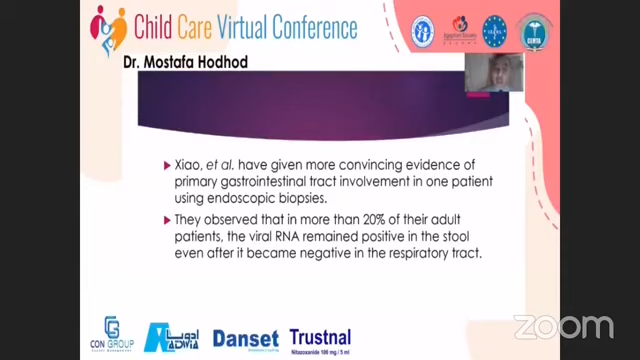 Child Care Virtual Conference
Dr. Mostafa Hodhod
Xiao, et al. have given more convincing evidence of
primary gastrointestinal tract involvement in one patient
using endoscopic biopsies.
They observed that in more than 20% of their adult
patients, the viral RNA remained positive in the stool
even after it became negative in the respiratory tract.
CON GROUP
ادويا
ADWIA
Danset
Trustnal
Nitazoxanide 100 mg / 5 ml
zoom